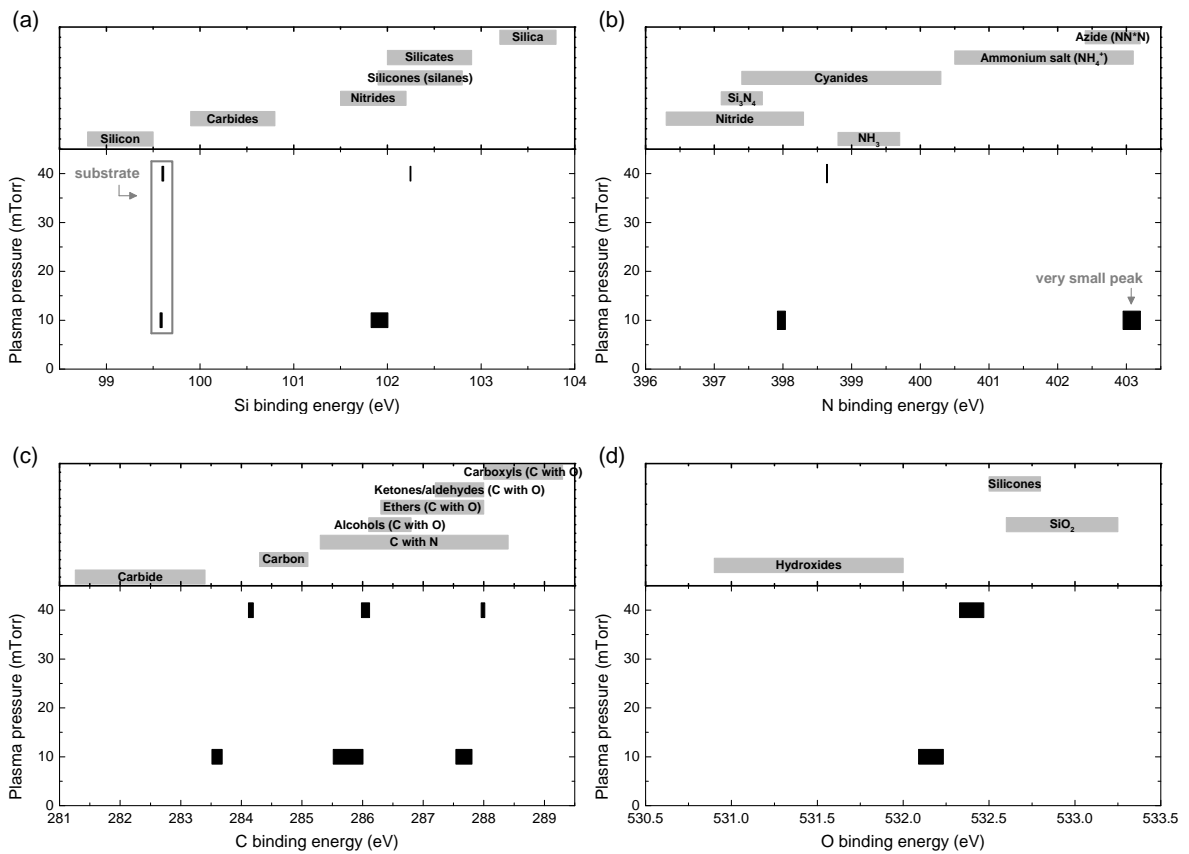 (a)
Silica
Silicates
Silicones (silanes)
Nitrides
Carbides
Silicon
substrate
40
30
20
10
0
Plasma pressure (mTorr)
99 100 101 102 103 104
Si binding energy (eV)
(b)
Azide (NN*N)
Ammonium salt (NH₄⁺)
Cyanides
Si₃N₄
Nitride
NH₃
very small peak
40
30
20
10
0
Plasma pressure (mTorr)
396 397 398 399 400 401 402 403
N binding energy (eV)
(c)
Carboxyls (C with O)
Ketones/aldehydes (C with O)
Ethers (C with O)
Alcohols (C with O)
C with N
Carbon
Carbide
40
30
20
10
0
Plasma pressure (mTorr)
281 282 283 284 285 286 287 288 289
C binding energy (eV)
(d)
Silicones
SiO₂
Hydroxides
40
30
20
10
0
Plasma pressure (mTorr)
530.5 531.0 531.5 532.0 532.5 533.0 533.5
O binding energy (eV)